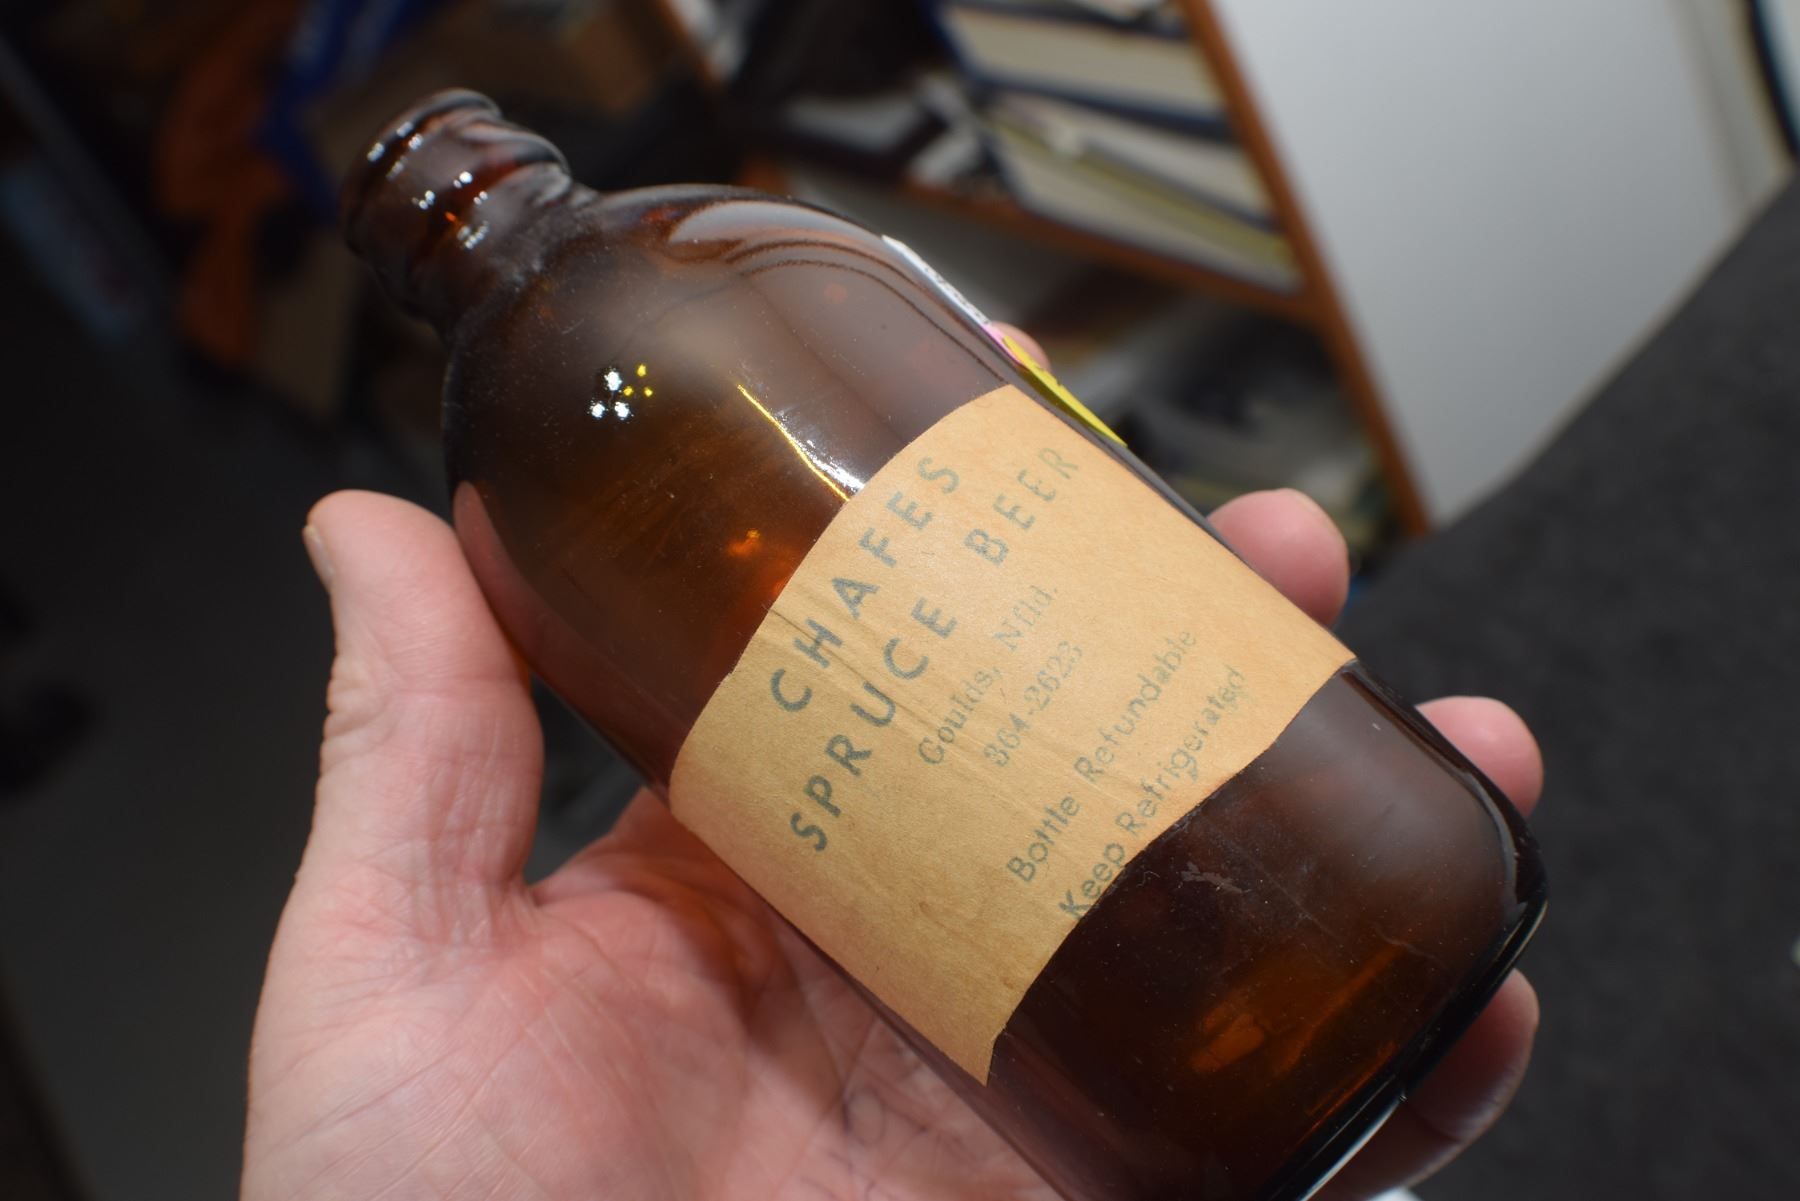 CHAFES
SPRUCE BEER
Goulds, Nfld.
364-2623
Bottle Refundable
Keep Refrigerated